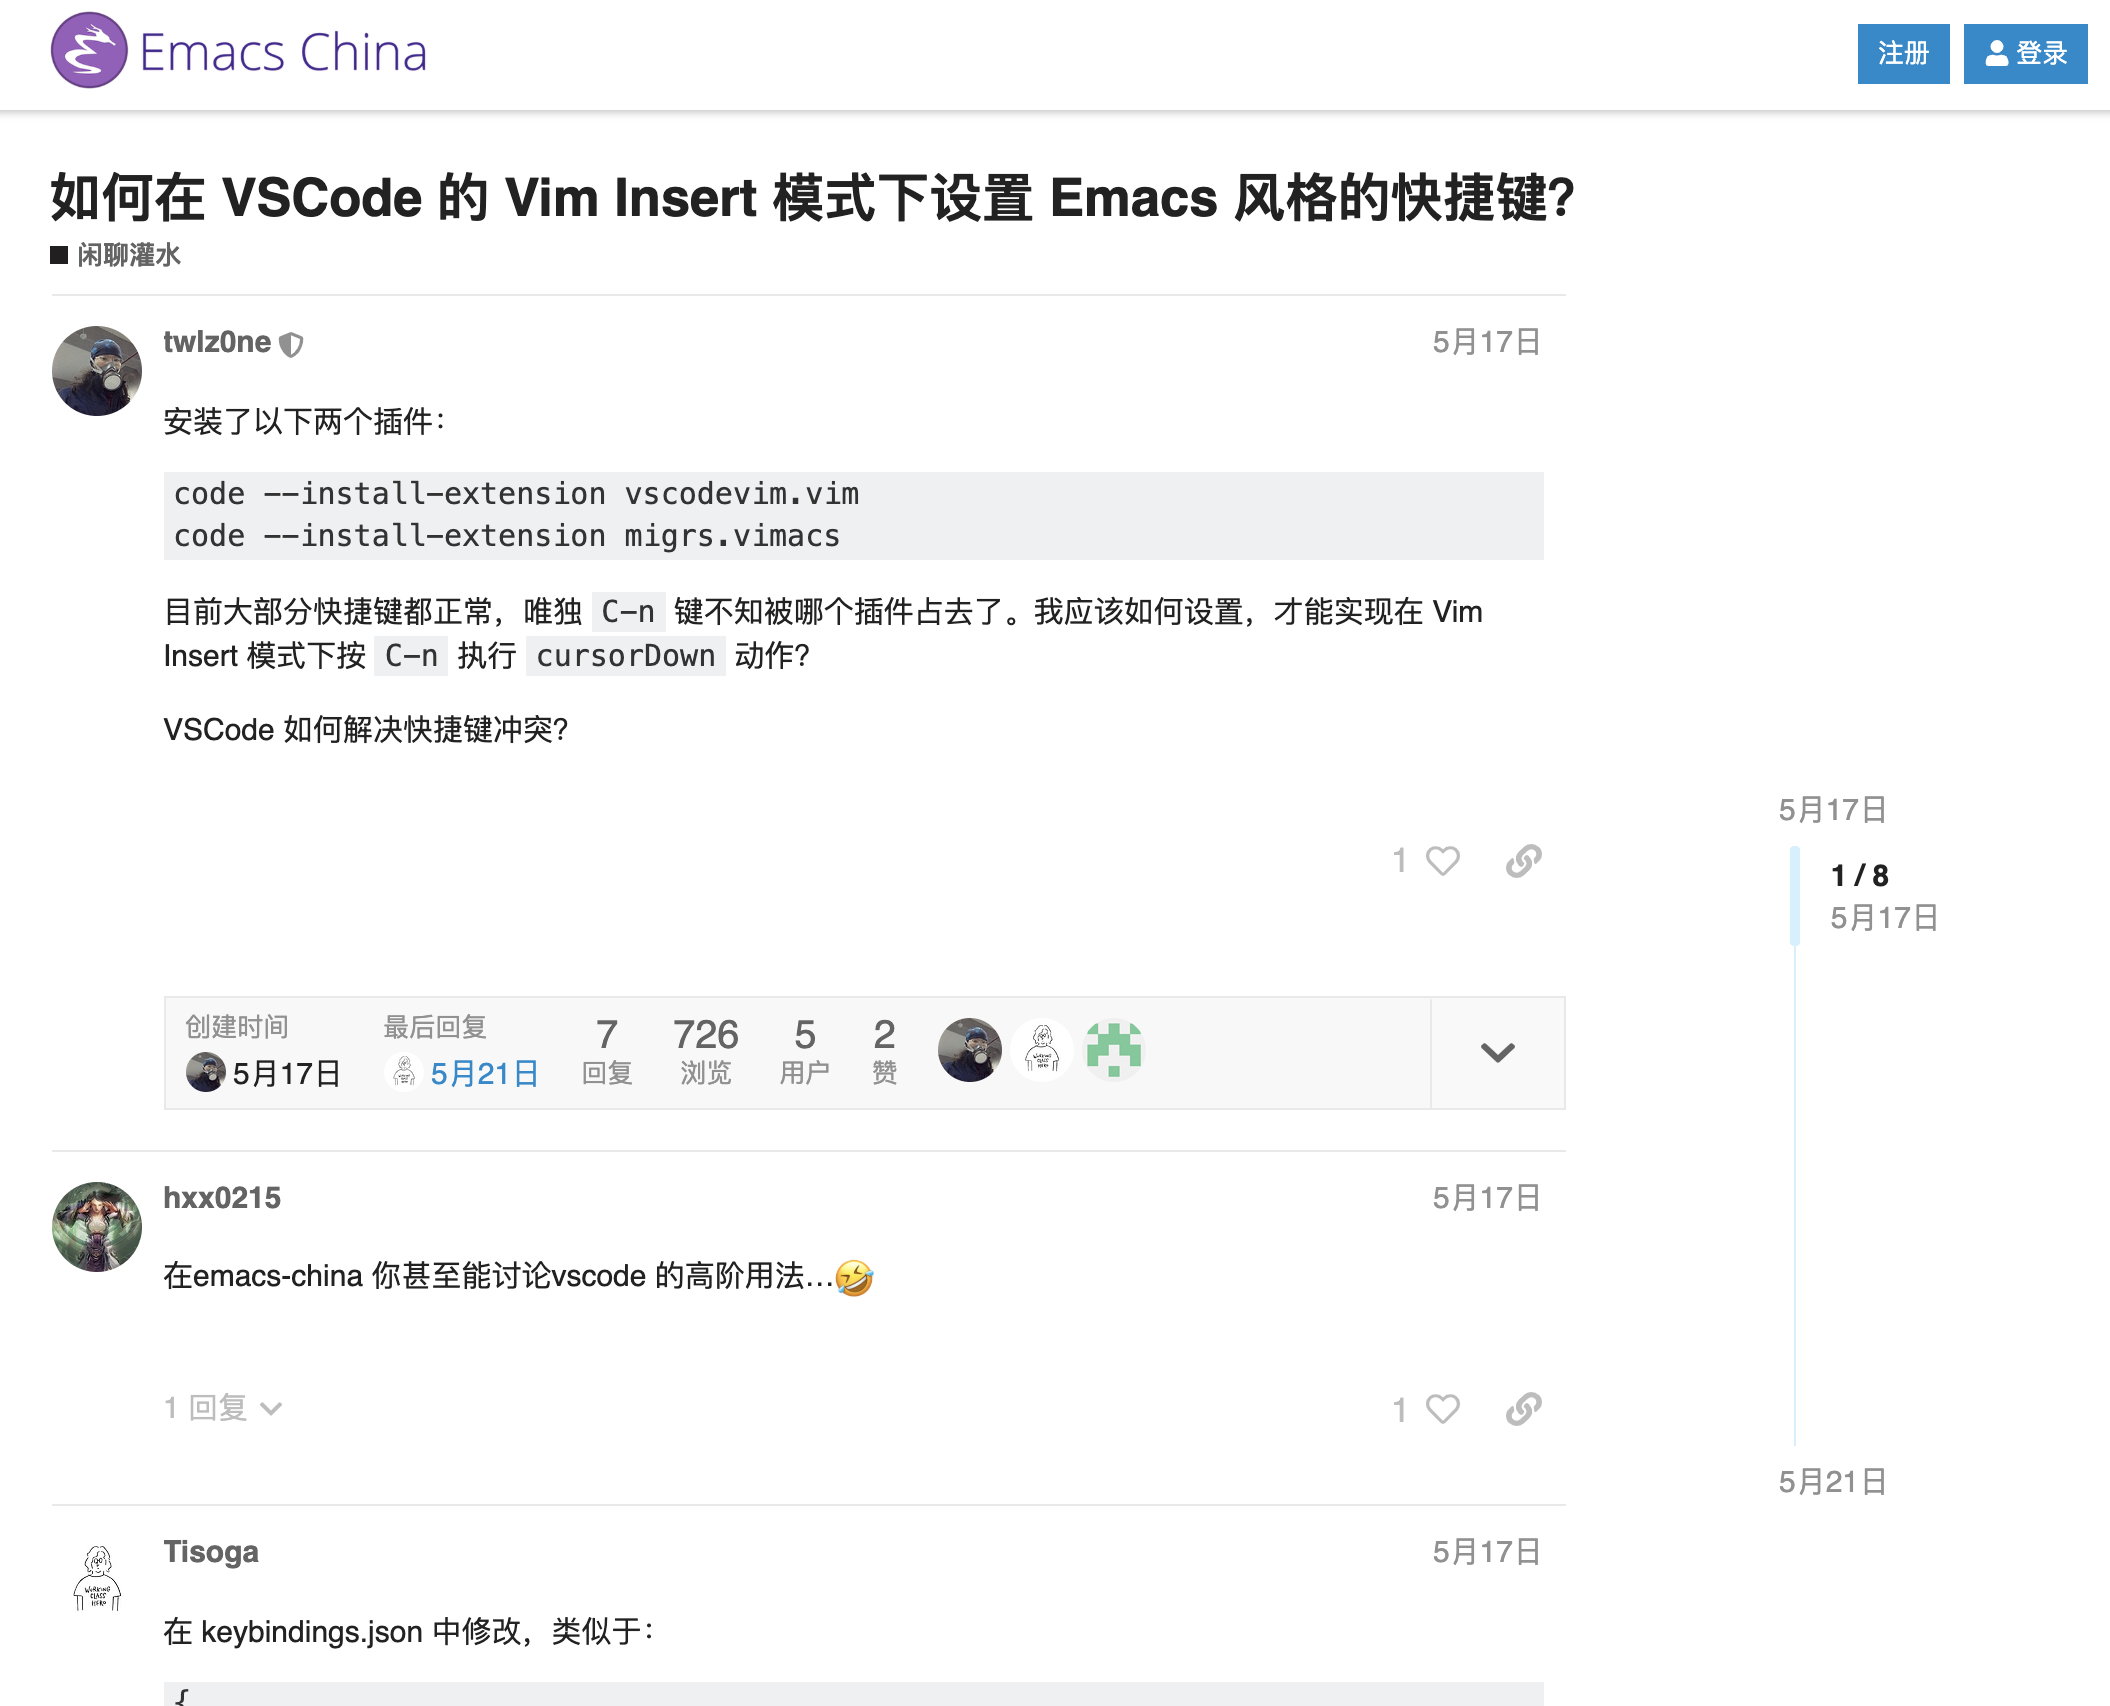 Emacs China
注册
登录
如何在 VSCode 的 Vim Insert 模式下设置 Emacs 风格的快捷键？
闲聊灌水
twlz0ne
5月17日
安装了以下两个插件：
code --install-extension vscodevim.vim
code --install-extension migrs.vimacs
目前大部分快捷键都正常，唯独 C-n 键不知被哪个插件占去了。我应该如何设置，才能实现在 Vim
Insert 模式下按 C-n 执行 cursorDown 动作？
VSCode 如何解决快捷键冲突？
1
5月17日
1 / 8
5月17日
5月21日
创建时间
5月17日
最后回复
5月21日
7
回复
726
浏览
5
用户
2
赞
hxx0215
5月17日
在emacs-china 你甚至能讨论vscode 的高阶用法…🤣
1 回复
1
Tisoga
5月17日
WORKING
CLASS
HERO
在 keybindings.json 中修改，类似于：
{